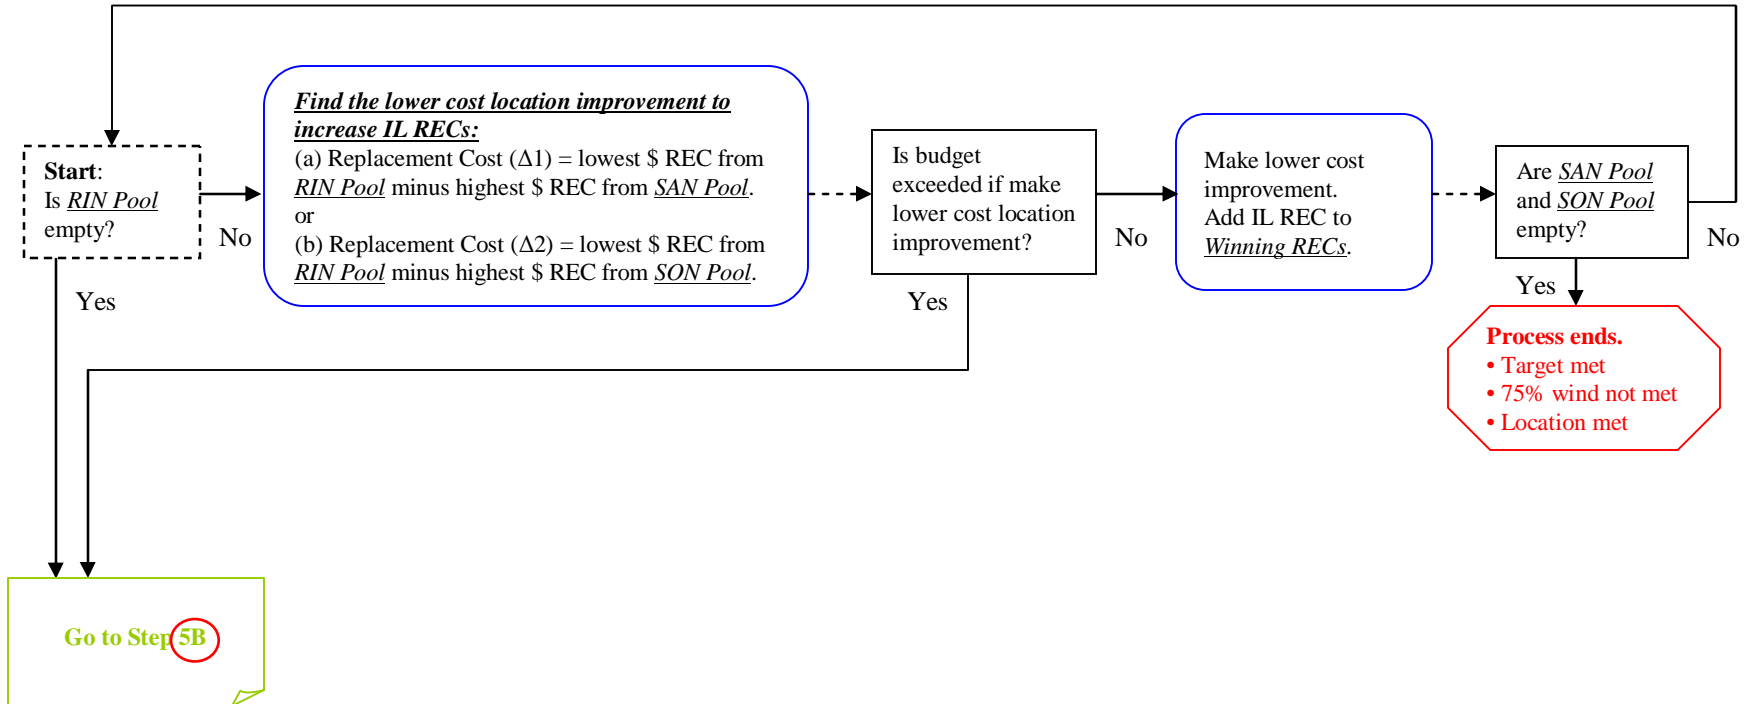 Start:
Is RIN Pool
empty?
No
Yes
Find the lower cost location improvement to
increase IL RECs:
(a) Replacement Cost (Δ1) = lowest $ REC from
RIN Pool minus highest $ REC from SAN Pool.
or
(b) Replacement Cost (Δ2) = lowest $ REC from
RIN Pool minus highest $ REC from SON Pool.
Is budget
exceeded if make
lower cost location
improvement?
No
Yes
Make lower cost
improvement.
Add IL REC to
Winning RECs.
Are SAN Pool
and SON Pool
empty?
No
Yes
Process ends.
• Target met
• 75% wind not met
• Location met
Go to Step 5B